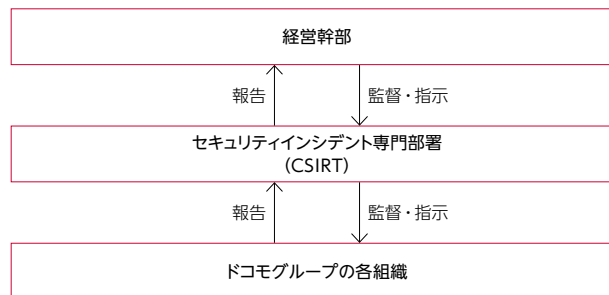 経営幹部
報告
監督・指示
セキュリティインシデント専門部署
(CSIRT)
報告
監督・指示
ドコモグループの各組織